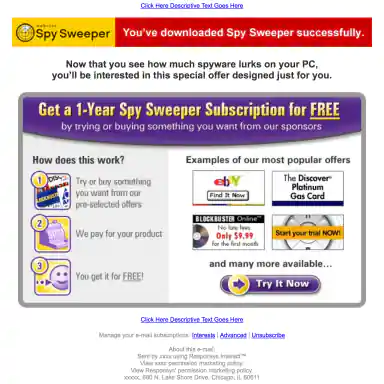 Click Here Descriptive Text Goes Here
webroot
Spy Sweeper
You've downloaded Spy Sweeper successfully.
Now that you see how much spyware lurks on your PC,
you'll be interested in this special offer designed just for you.
Get a 1-Year Spy Sweeper Subscription for FREE
by trying or buying something you want from our sponsors
How does this work?
1
Try or buy something
you want from our
pre-selected offers
2
We pay for your product
3
You get it for FREE!
Examples of our most popular offers
ebY
Find It Now
The Discover
Platinum
Gas Card
BLOCKBUSTER Online
No late fees
Only $9.99
for the first month
Start your trial NOW!
and many more available...
Try It Now
Click Here Descriptive Text Goes Here
Manage your e-mail subscriptions: Interests | Advanced | Unsubscribe
About this e-mail:
Sent by xxxx using Responsys Interact™
View xxxx permission marketing policy
View Responsys' permission marketing policy
xxxxx, 680 N. Lake Shore Drive, Chicago, IL 60611